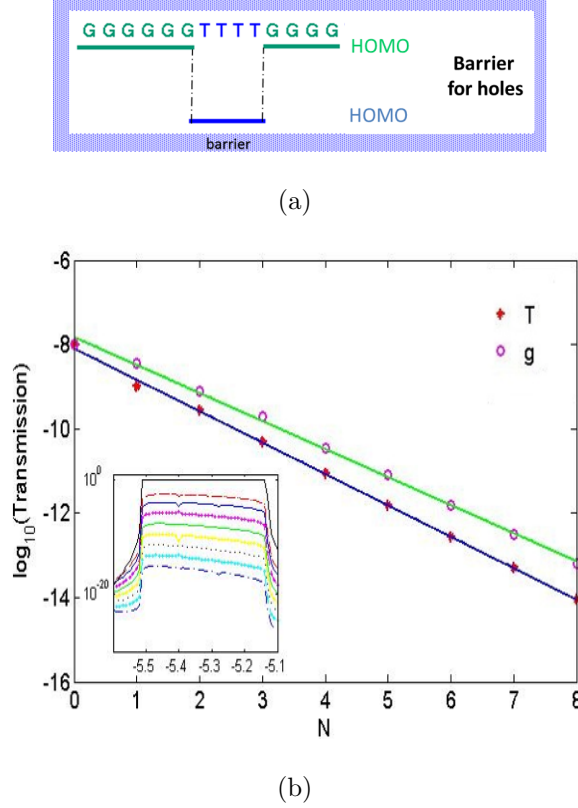 G G G G G G T T T T G G G G
HOMO
Barrier
for holes
HOMO
barrier
(a)
-6
-8
-10
-12
-14
-16
log10(Transmission)
T
g
10^0
10^-20
-5.5 -5.4 -5.3 -5.2 -5.1
0 1 2 3 4 5 6 7 8
N
(b)